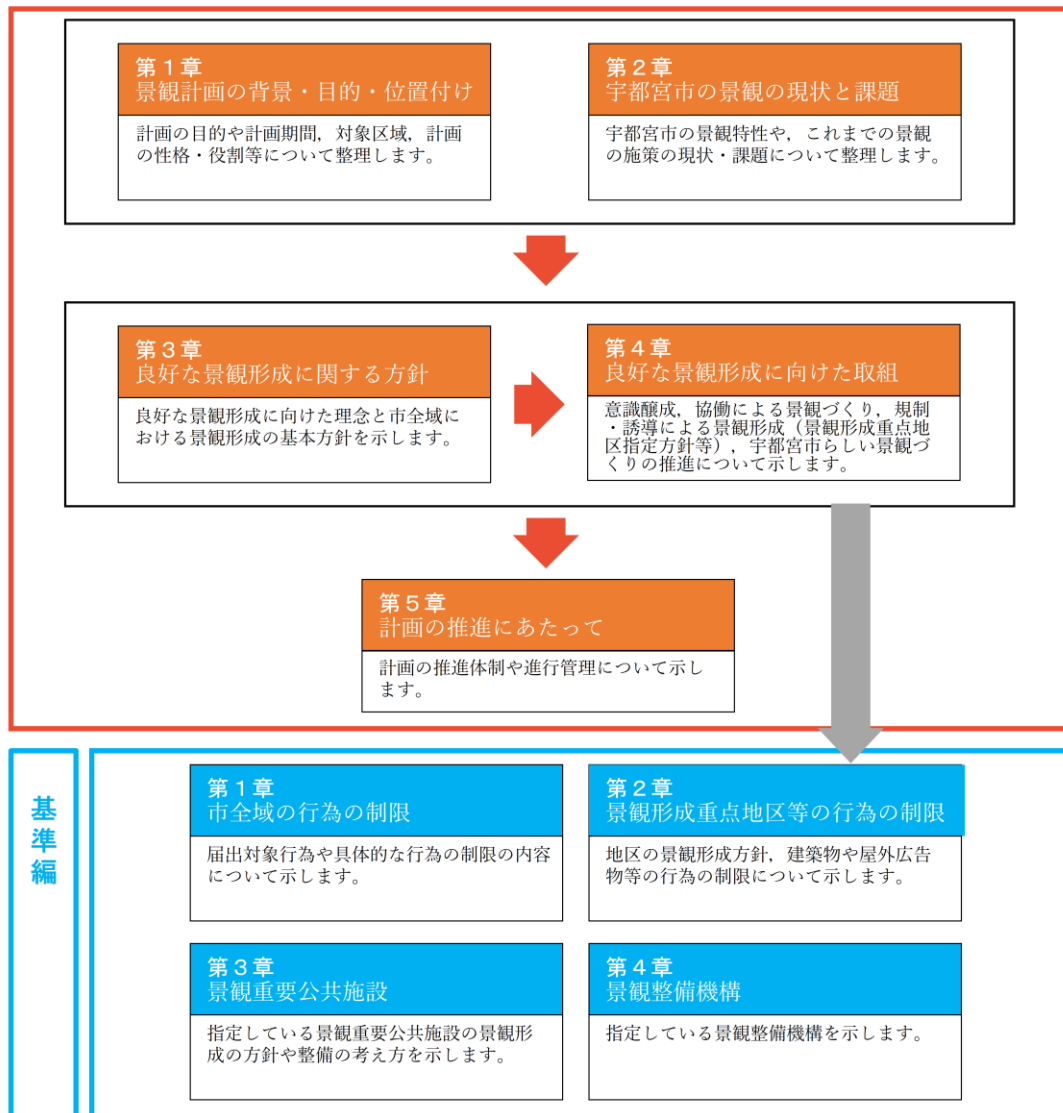 第1章
景観計画の背景・目的・位置付け
計画の目的や計画期間，対象区域，計画
の性格・役割等について整理します。
第2章
宇都宮市の景観の現状と課題
宇都宮市の景観特性や，これまでの景観
の施策の現状・課題について整理します。
第3章
良好な景観形成に関する方針
良好な景観形成に向けた理念と市全域に
おける景観形成の基本方針を示します。
第4章
良好な景観形成に向けた取組
意識醸成，協働による景観づくり，規制
・誘導による景観形成（景観形成重点地
区指定方針等），宇都宮市らしい景観づ
くりの推進について示します。
第5章
計画の推進にあたって
計画の推進体制や進行管理について示し
ます。
基準編
第1章
市全域の行為の制限
届出対象行為や具体的な行為の制限の内容
について示します。
第2章
景観形成重点地区等の行為の制限
地区の景観形成方針，建築物や屋外広告
物等の行為の制限について示します。
第3章
景観重要公共施設
指定している景観重要公共施設の景観形
成の方針や整備の考え方を示します。
第4章
景観整備機構
指定している景観整備機構を示します。